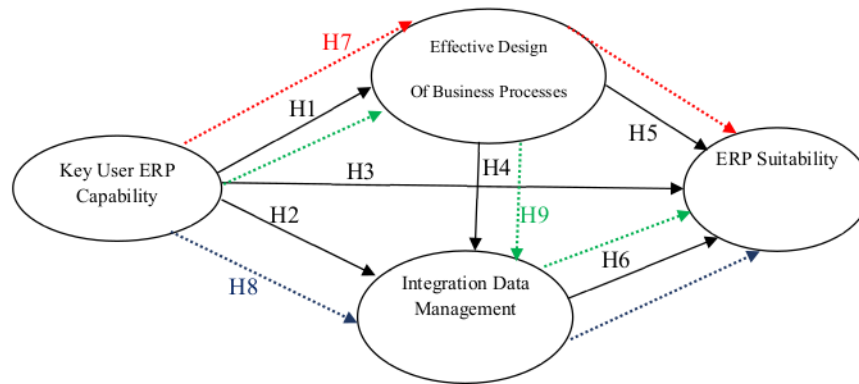 Effective Design
Of Business Processes
H7
H1
H5
Key User ERP
Capability
H3
H4
ERP Suitability
H2
H9
H6
H8
Integration Data
Management